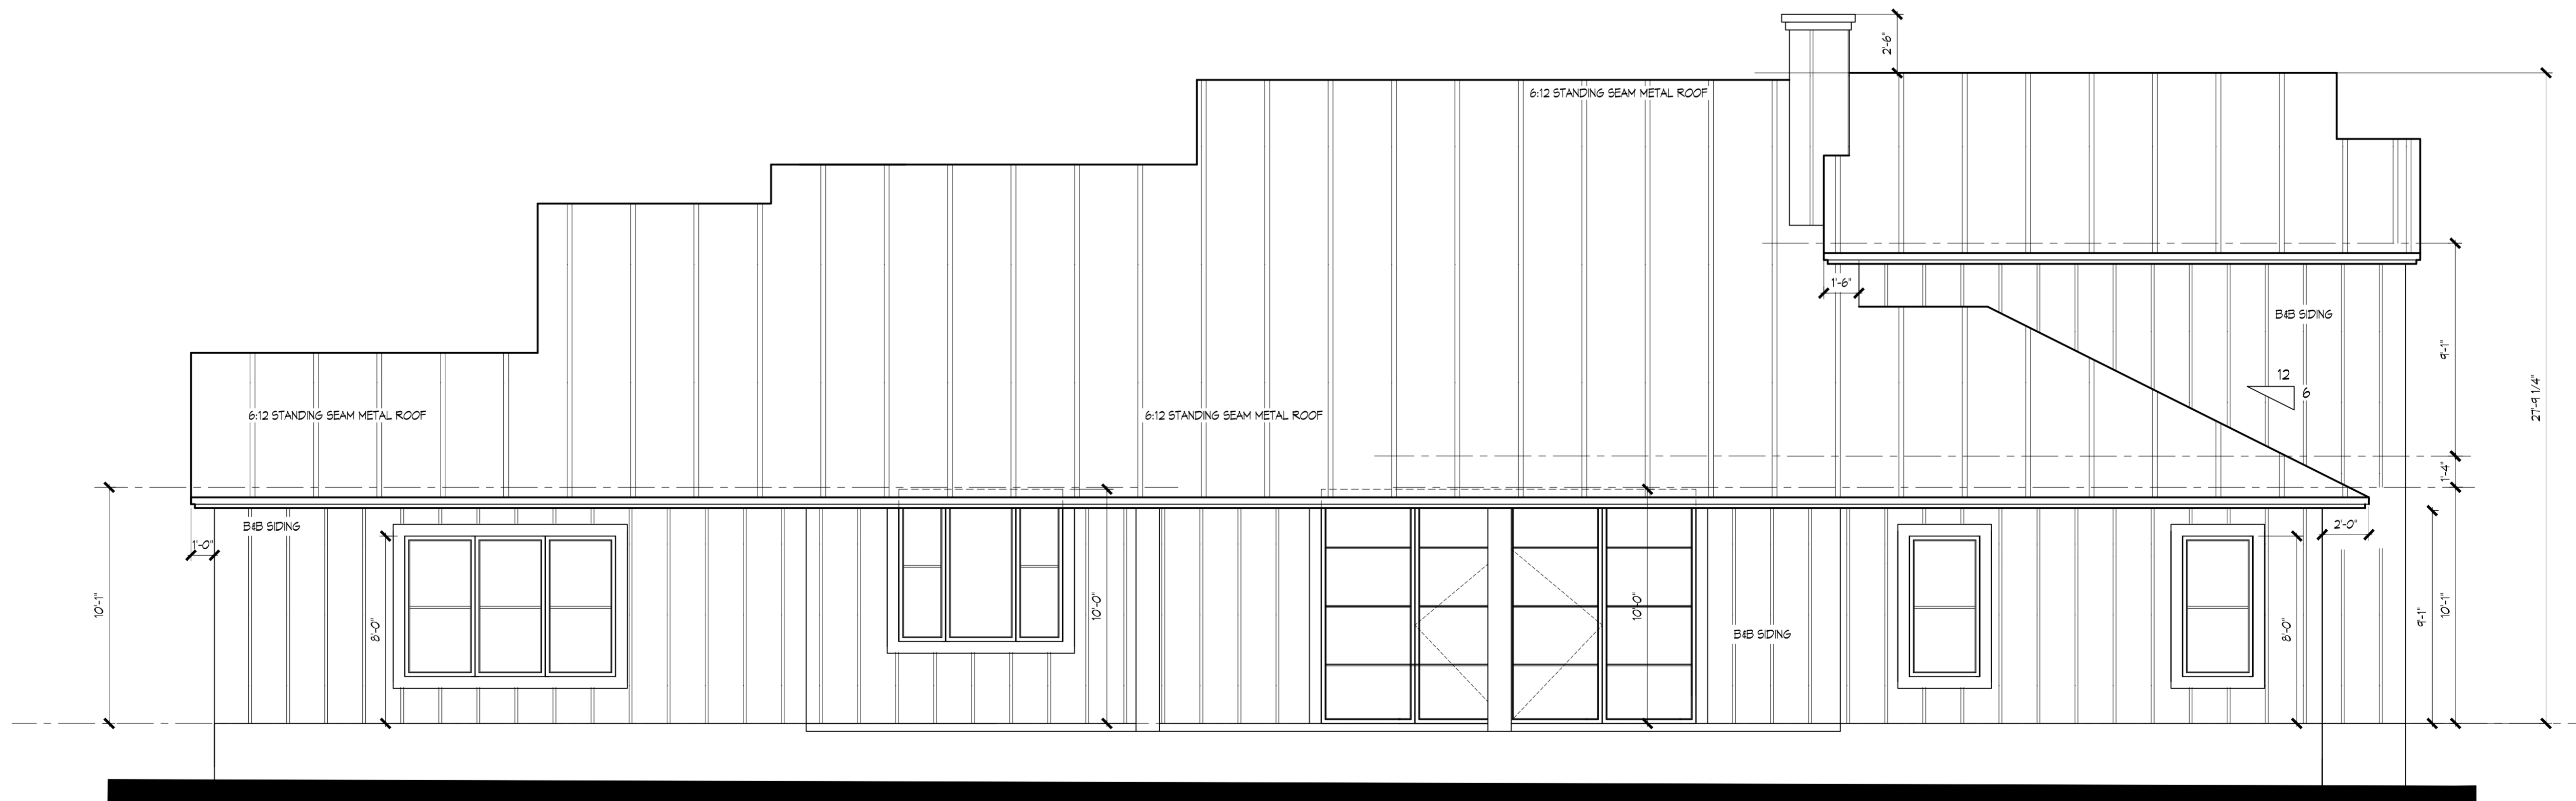 2'-6"
6:12 STANDING SEAM METAL ROOF
1'-6"
B&B SIDING
9'-1"
12
6
27'-9 1/4"
6:12 STANDING SEAM METAL ROOF
6:12 STANDING SEAM METAL ROOF
1'-4"
B&B SIDING
1'-0"
2'-0"
10'-1"
8'-0"
10'-0"
10'-0"
B&B SIDING
8'-0"
9'-1"
10'-1"